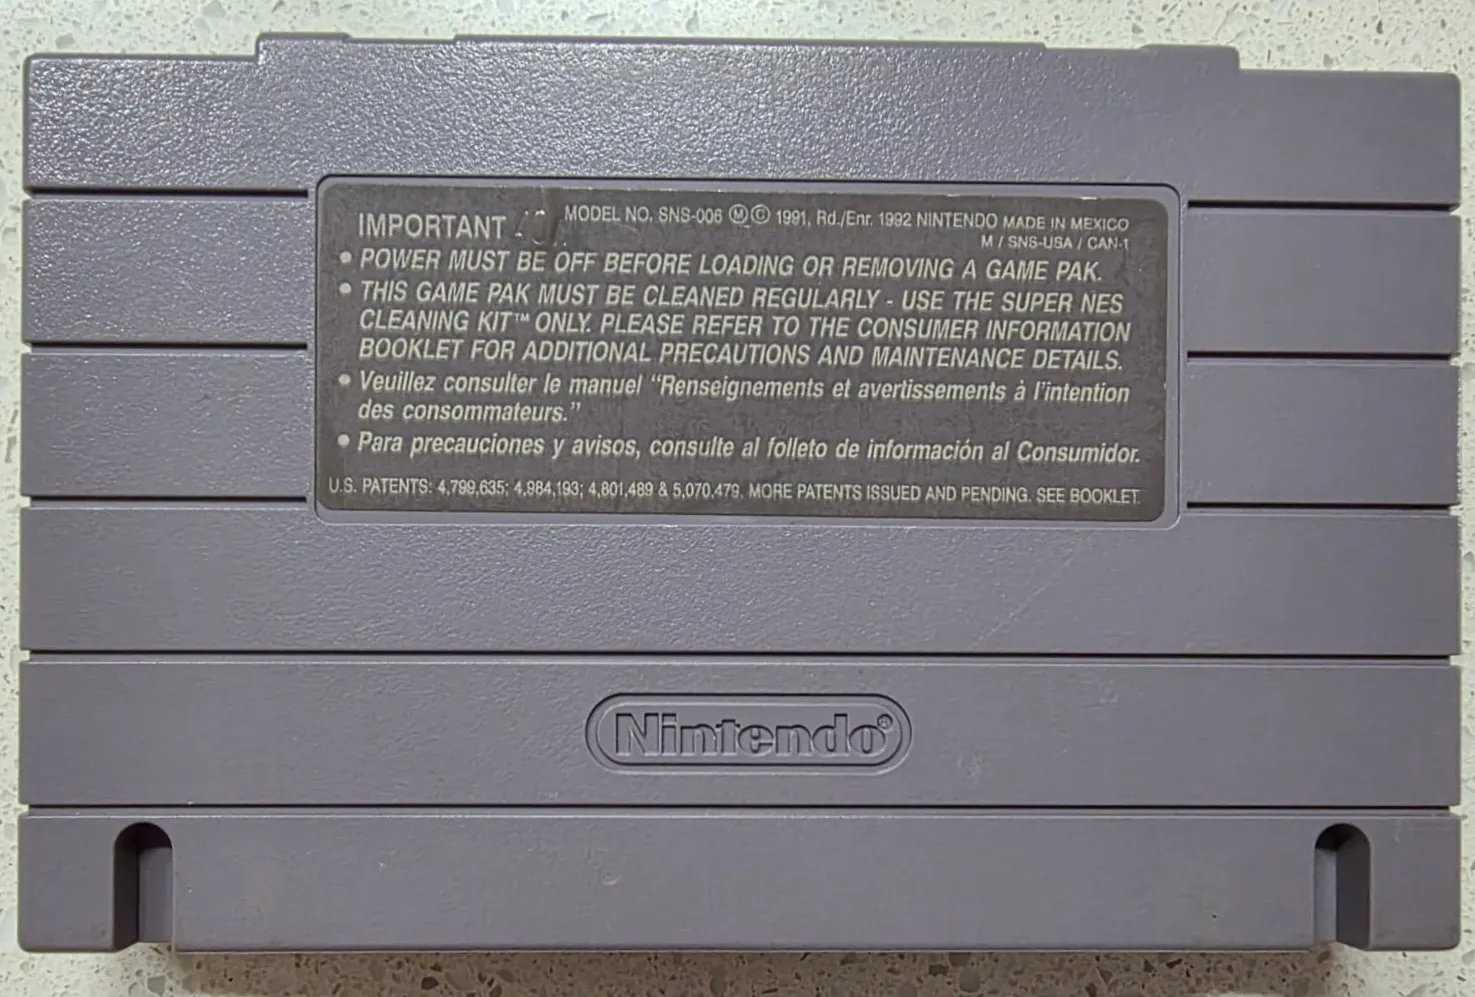 IMPORTANT
MODEL NO. SNS-006 Ⓜ© 1991, Rd./Enr. 1992 NINTENDO MADE IN MEXICO
M / SNS-USA / CAN-1
• POWER MUST BE OFF BEFORE LOADING OR REMOVING A GAME PAK.
• THIS GAME PAK MUST BE CLEANED REGULARLY - USE THE SUPER NES
CLEANING KIT™ ONLY. PLEASE REFER TO THE CONSUMER INFORMATION
BOOKLET FOR ADDITIONAL PRECAUTIONS AND MAINTENANCE DETAILS.
• Veuillez consulter le manuel "Renseignements et avertissements à l'intention
des consommateurs."
• Para precauciones y avisos, consulte al folleto de información al Consumidor.
U.S. PATENTS: 4,799,635; 4,984,193; 4,801,489 & 5,070,479. MORE PATENTS ISSUED AND PENDING. SEE BOOKLET.
Nintendo®